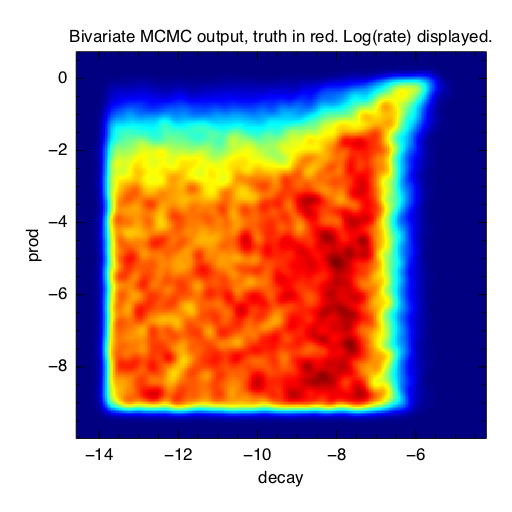 Bivariate MCMC output, truth in red. Log(rate) displayed.
0
−2
−4
−6
−8
prod
−14 −12 −10 −8 −6
decay